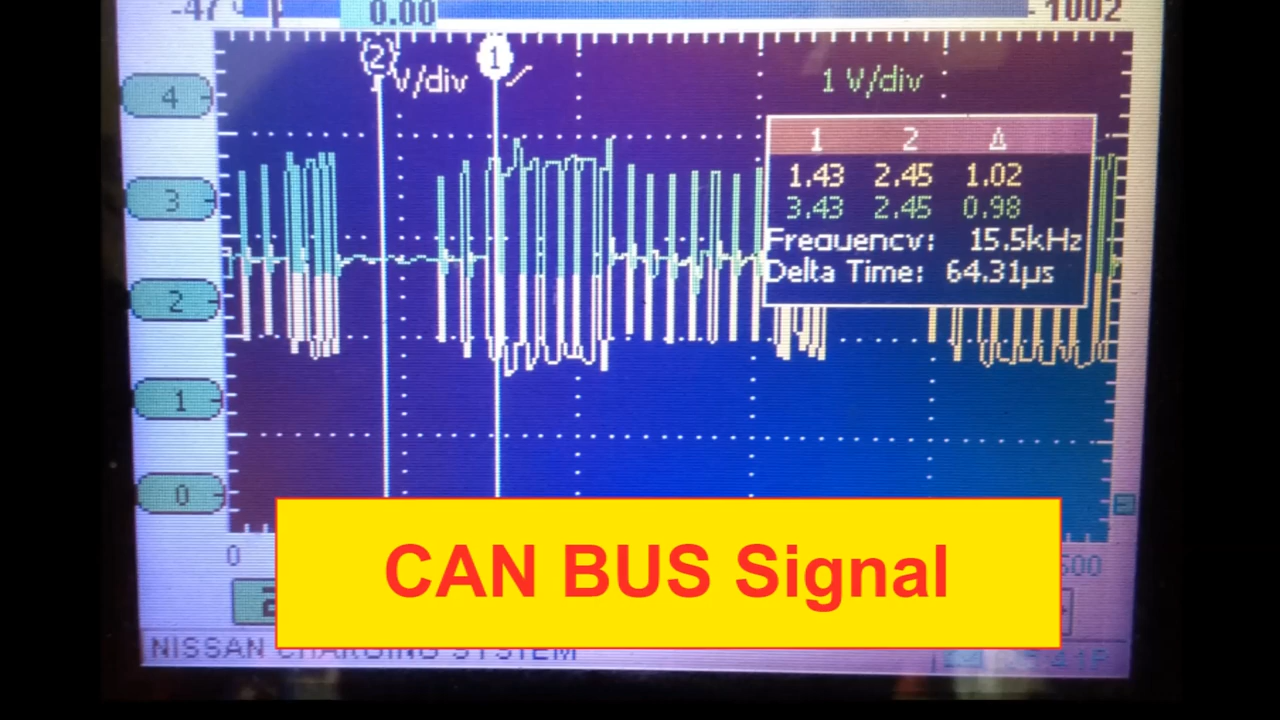 -47
0.00
1002
2
1
V/div
1 V/div
4
1 2 Δ
1.43 2.45 1.02
3
3.43 2.45 0.98
Frequency: 15.5kHz
Delta Time: 64.31µs
2
1
0
CAN BUS Signal
0
NISSAN CHARGING SYSTEM